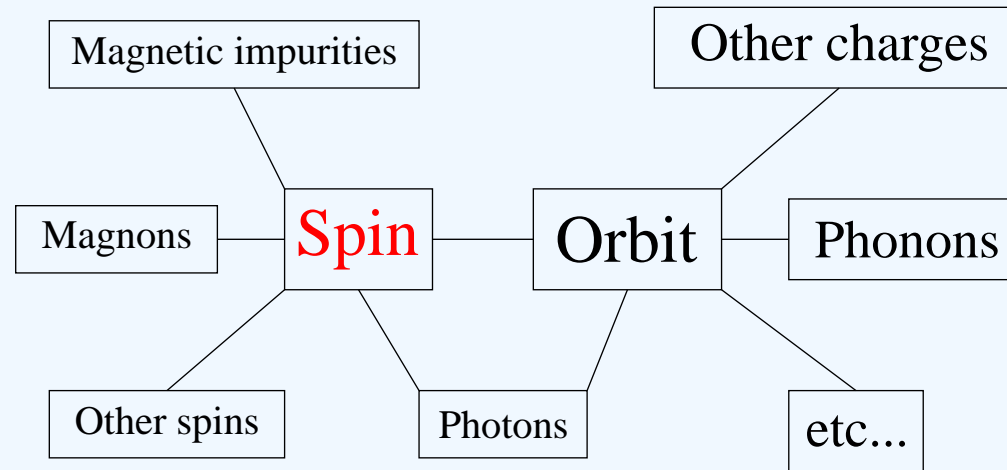 Magnetic impurities
Other charges
Magnons
Spin
Orbit
Phonons
Other spins
Photons
etc...